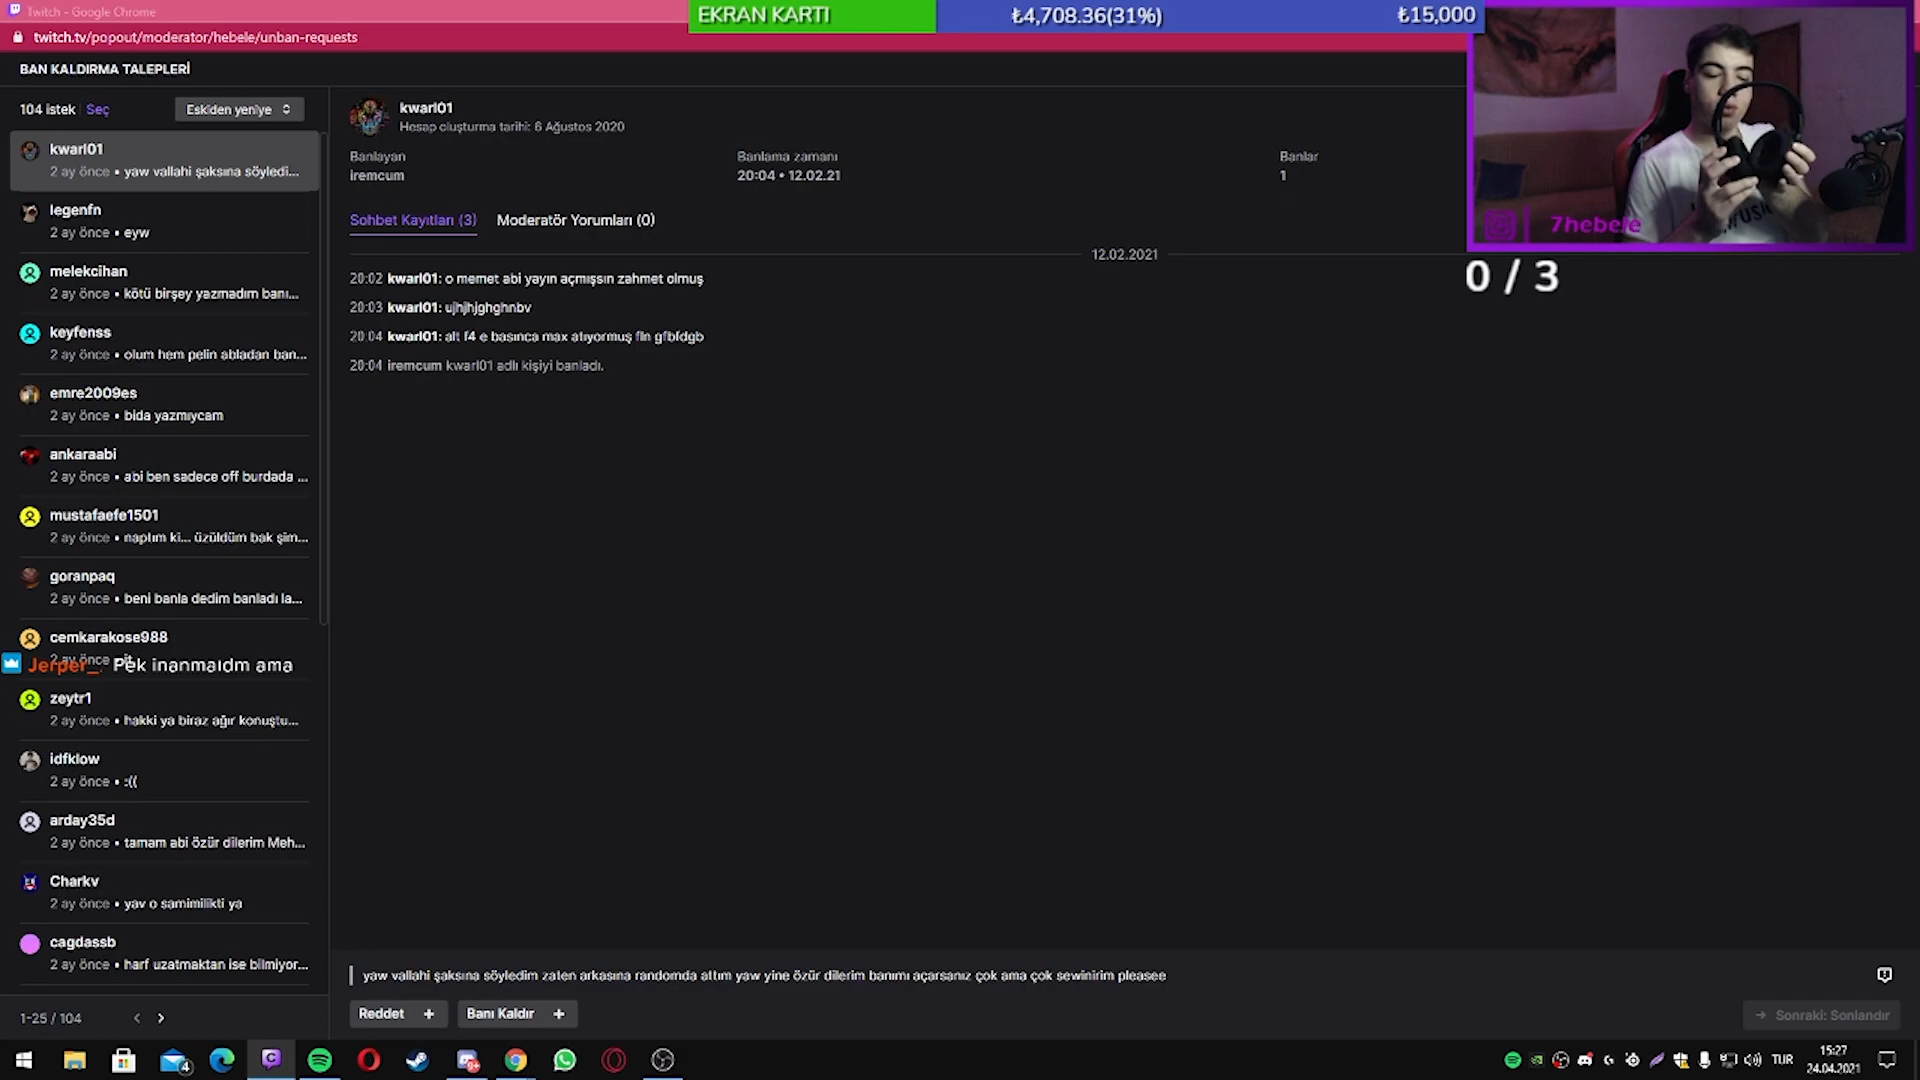 Twitch - Google Chrome
EKRAN KARTI
₺4,708.36(31%)
₺15,000
twitch.tv/popout/moderator/hebele/unban-requests
BAN KALDIRMA TALEPLERİ
104 istek Seç
Eskiden yeniye
kwarl01
2 ay önce • yaw vallahi şaksına söyledi...
legenfn
2 ay önce • eyw
melekcihan
2 ay önce • kötü birşey yazmadım banı...
keyfenss
2 ay önce • olum hem pelin abladan ban...
emre2009es
2 ay önce • bida yazmıycam
ankaraabi
2 ay önce • abi ben sadece off burdada ...
mustafaefe1501
2 ay önce • naptım ki... üzüldüm bak şim...
goranpaq
2 ay önce • beni banla dedim banladı la...
cemkarakose988
2 ay önce
Jerper_: Pek inanmaıdm ama
zeytr1
2 ay önce • hakki ya biraz ağır konuştu...
idfklow
2 ay önce • :((
arday35d
2 ay önce • tamam abi özür dilerim Meh...
Charkv
2 ay önce • yav o samimilikti ya
cagdassb
2 ay önce • harf uzatmaktan ise bilmiyor...
1-25 / 104
kwarl01
Hesap oluşturma tarihi: 6 Ağustos 2020
Banlayan
iremcum
Banlama zamanı
20:04 • 12.02.21
Banlar
1
Sohbet Kayıtları (3)
Moderatör Yorumları (0)
12.02.2021
20:02 kwarl01: o memet abi yayın açmışsın zahmet olmuş
20:03 kwarl01: ujhjhjghghnbv
20:04 kwarl01: alt f4 e basınca max atıyormuş fln gfbfdgb
20:04 iremcum kwarl01 adlı kişiyi banladı.
7hebele
0 / 3
yaw vallahi şaksına söyledim zaten arkasına randomda attım yaw yine özür dilerim banımı açarsanız çok ama çok sewinirim pleasee
Reddet +
Banı Kaldır +
→ Sonraki: Sonlandır
4
9+
TUR
15:27
24.04.2021